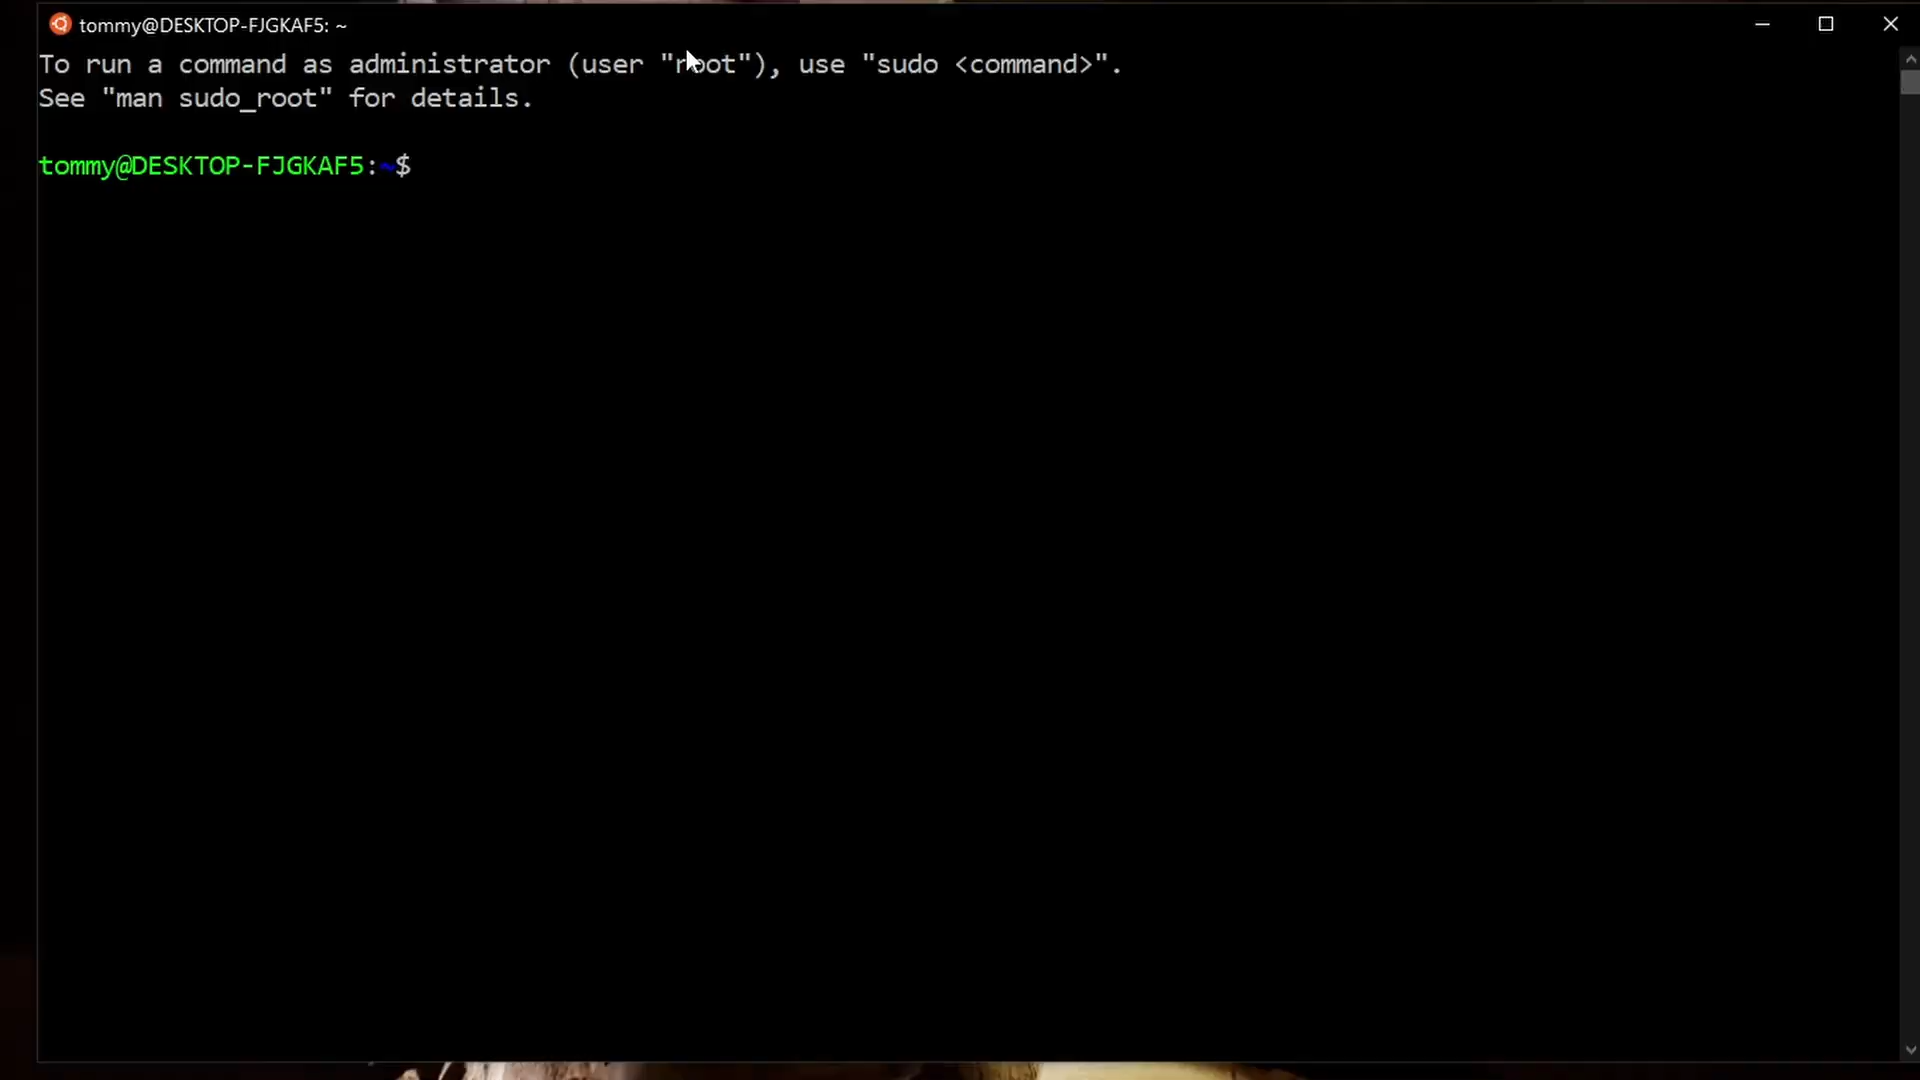 tommy@DESKTOP-FJGKAF5: ~
To run a command as administrator (user "root"), use "sudo <command>".
See "man sudo_root" for details.
tommy@DESKTOP-FJGKAF5:~$